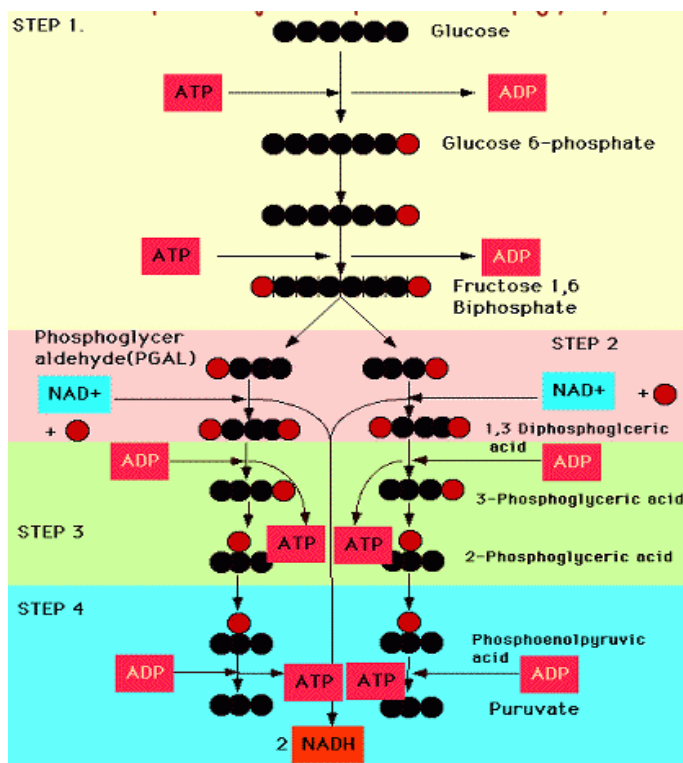 STEP 1.
Glucose
ATP
ADP
Glucose 6-phosphate
ATP
ADP
Fructose 1,6
Biphosphate
Phosphoglycer
aldehyde(PGAL)
STEP 2
NAD+
NAD+
+
+
1,3 Diphosphoglceric
acid
ADP
ADP
3-Phosphoglyceric acid
STEP 3
ATP
ATP
2-Phosphoglyceric acid
STEP 4
Phosphoenolpyruvic
acid
ADP
ATP
ATP
ADP
Puruvate
2 NADH